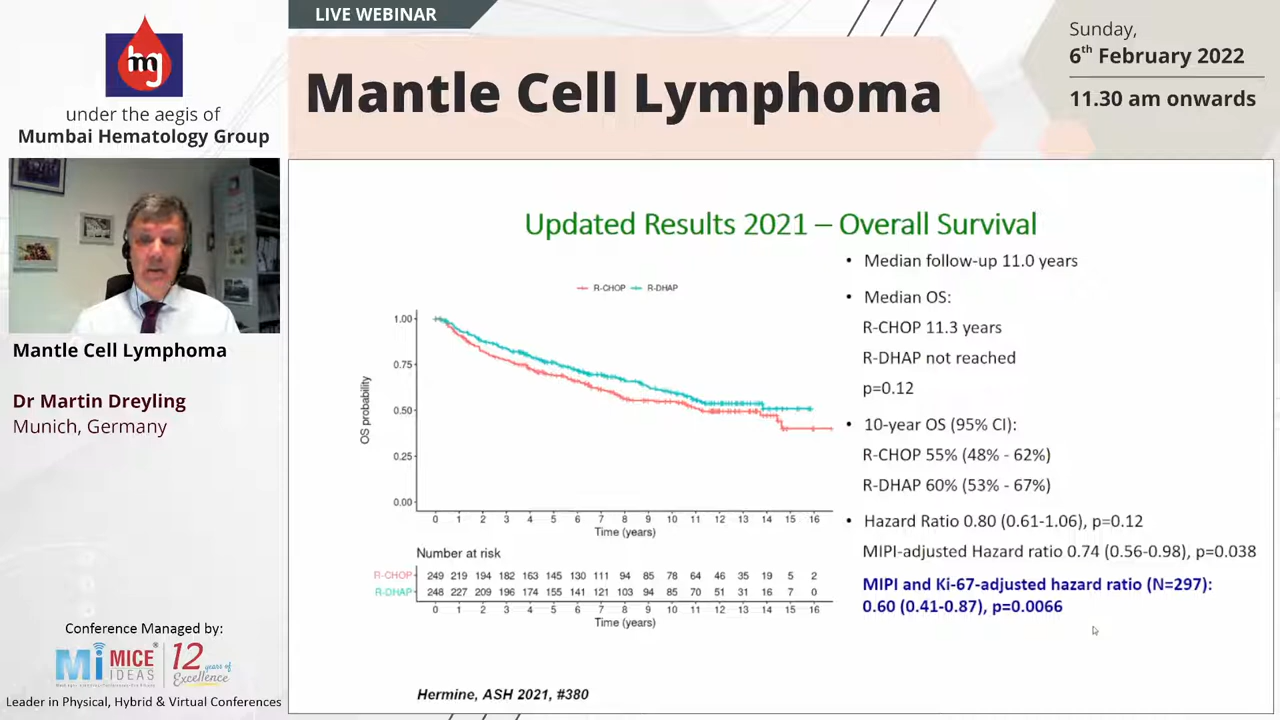 LIVE WEBINAR
Mantle Cell Lymphoma
Sunday,
6th February 2022
11.30 am onwards
mg
under the aegis of
Mumbai Hematology Group
Mantle Cell Lymphoma
Dr Martin Dreyling
Munich, Germany
Conference Managed by:
Mi MICE IDEAS ®
12 years of Excellence
Leader in Physical, Hybrid & Virtual Conferences
Updated Results 2021 – Overall Survival
R-CHOP R-DHAP
1.00
0.75
0.50
0.25
0.00
OS probability
0 1 2 3 4 5 6 7 8 9 10 11 12 13 14 15 16
Time (years)
Number at risk
R-CHOP 249 219 194 182 163 145 130 111 94 85 78 64 46 35 19 5 2
R-DHAP 248 227 209 196 174 155 141 121 103 94 85 70 51 31 16 7 0
0 1 2 3 4 5 6 7 8 9 10 11 12 13 14 15 16
Time (years)
• Median follow-up 11.0 years
• Median OS:
R-CHOP 11.3 years
R-DHAP not reached
p=0.12
• 10-year OS (95% CI):
R-CHOP 55% (48% - 62%)
R-DHAP 60% (53% - 67%)
• Hazard Ratio 0.80 (0.61-1.06), p=0.12
MIPI-adjusted Hazard ratio 0.74 (0.56-0.98), p=0.038
MIPI and Ki-67-adjusted hazard ratio (N=297):
0.60 (0.41-0.87), p=0.0066
Hermine, ASH 2021, #380